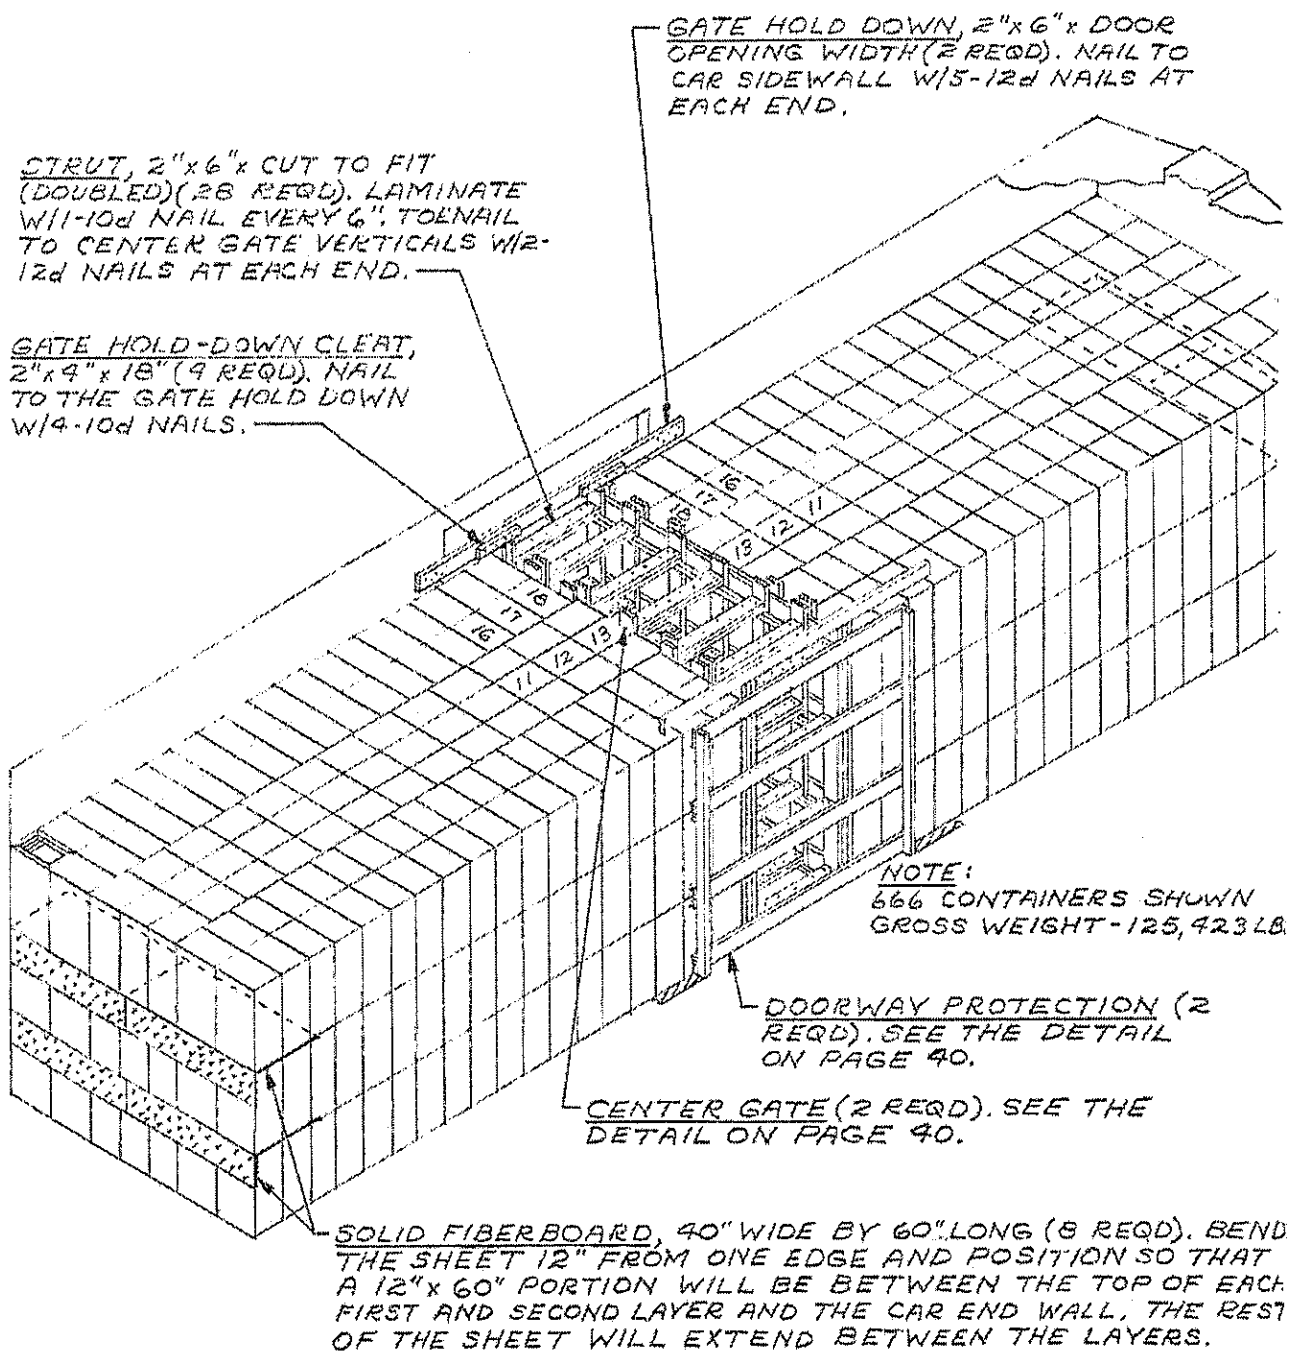 GATE HOLD DOWN, 2"x 6"x DOOR
OPENING WIDTH (2 REQD). NAIL TO
CAR SIDEWALL W/5-12d NAILS AT
EACH END.
STRUT, 2"x 6"x CUT TO FIT
(DOUBLED)(28 REQD). LAMINATE
W/1-10d NAIL EVERY 6". TOENAIL
TO CENTER GATE VERTICALS W/2-
12d NAILS AT EACH END.
GATE HOLD-DOWN CLEAT,
2"x 4"x 18" (4 REQD). NAIL
TO THE GATE HOLD DOWN
W/4-10d NAILS.
16
17
18
11
12
13
18
17
16
13
12
11
NOTE:
666 CONTAINERS SHOWN
GROSS WEIGHT - 125,423 LB
DOORWAY PROTECTION (2
REQD). SEE THE DETAIL
ON PAGE 40.
CENTER GATE (2 REQD). SEE THE
DETAIL ON PAGE 40.
SOLID FIBERBOARD, 40" WIDE BY 60" LONG (8 REQD). BEND
THE SHEET 12" FROM ONE EDGE AND POSITION SO THAT
A 12"x 60" PORTION WILL BE BETWEEN THE TOP OF EACH
FIRST AND SECOND LAYER AND THE CAR END WALL. THE REST
OF THE SHEET WILL EXTEND BETWEEN THE LAYERS.